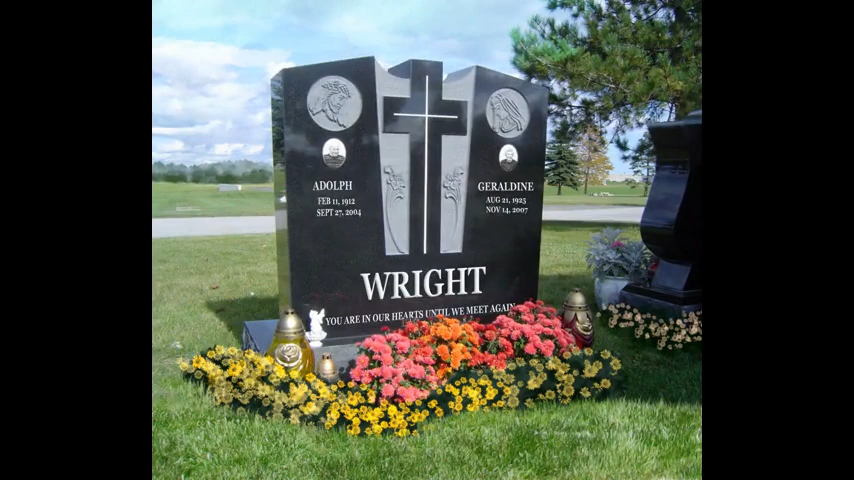 ADOLPH
FEB 11, 1912
SEPT 27, 2004
GERALDINE
AUG 21, 1925
NOV 14, 2007
WRIGHT
YOU ARE IN OUR HEARTS UNTIL WE MEET AGAIN